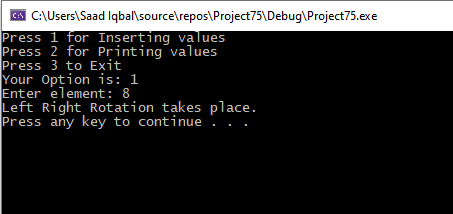 C:\Users\Saad Iqbal\source\repos\Project75\Debug\Project75.exe
Press 1 for Inserting values
Press 2 for Printing values
Press 3 to Exit
Your Option is: 1
Enter element: 8
Left Right Rotation takes place.
Press any key to continue . . .